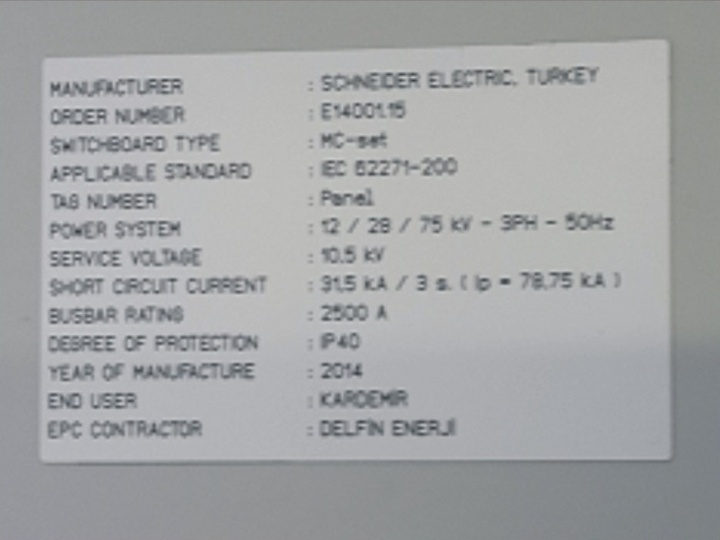 MANUFACTURER : SCHNEIDER ELECTRIC, TURKEY
ORDER NUMBER : E14001.15
SWITCHBOARD TYPE : MC-set
APPLICABLE STANDARD : IEC 62271-200
TAG NUMBER : Panel
POWER SYSTEM : 12 / 28 / 75 kV - 3PH - 50Hz
SERVICE VOLTAGE : 10,5 kV
SHORT CIRCUIT CURRENT : 31,5 kA / 3 s. ( Ip = 78,75 kA )
BUSBAR RATING : 2500 A
DEGREE OF PROTECTION : IP40
YEAR OF MANUFACTURE : 2014
END USER : KARDEMİR
EPC CONTRACTOR : DELFİN ENERJİ